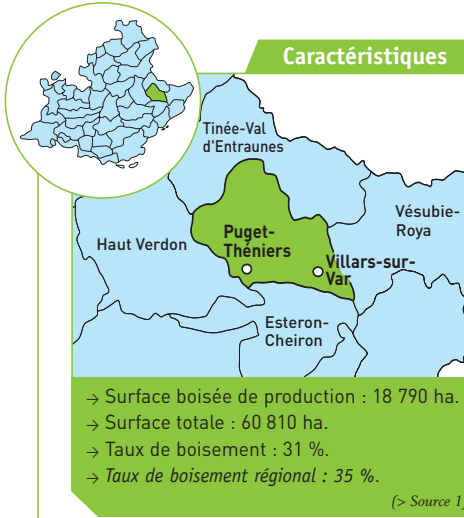 Caractéristiques
Tinée-Val
d'Entraunes
Vésubie-
Roya
Haut Verdon
Puget-
Théniers
Villars-sur-
Var
Esteron-
Cheiron
→ Surface boisée de production : 18 790 ha.
→ Surface totale : 60 810 ha.
→ Taux de boisement : 31 %.
→ Taux de boisement régional : 35 %.
(> Source 1)